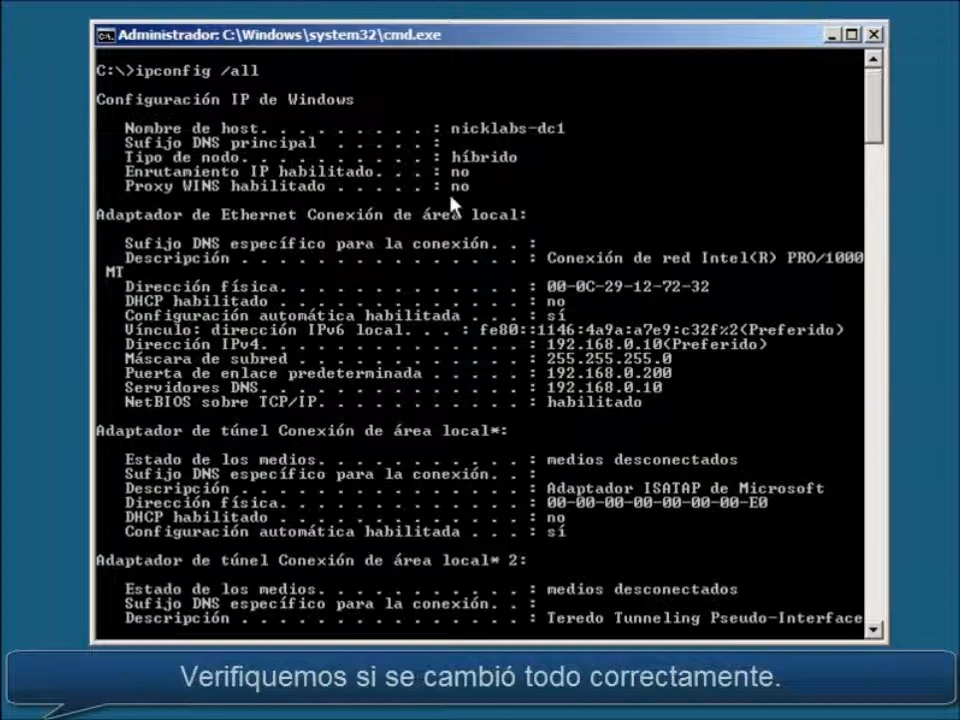 Administrador: C:\Windows\system32\cmd.exe
C:\>ipconfig /all
Configuración IP de Windows
Nombre de host. . . . . . . . . : nicklabs-dc1
Sufijo DNS principal . . . . . :
Tipo de nodo. . . . . . . . . . : híbrido
Enrutamiento IP habilitado. . . : no
Proxy WINS habilitado . . . . . : no
Adaptador de Ethernet Conexión de área local:
Sufijo DNS específico para la conexión. . :
Descripción . . . . . . . . . . . . . . . : Conexión de red Intel(R) PRO/1000
MT
Dirección física. . . . . . . . . . . . . : 00-0C-29-12-72-32
DHCP habilitado . . . . . . . . . . . . . : no
Configuración automática habilitada . . . : sí
Vínculo: dirección IPv6 local. . . : fe80::1146:4a9a:a7e9:c32f%2(Preferido)
Dirección IPv4. . . . . . . . . . . . . . : 192.168.0.10(Preferido)
Máscara de subred . . . . . . . . . . . . : 255.255.255.0
Puerta de enlace predeterminada . . . . . : 192.168.0.200
Servidores DNS. . . . . . . . . . . . . . : 192.168.0.10
NetBIOS sobre TCP/IP. . . . . . . . . . . : habilitado
Adaptador de túnel Conexión de área local*:
Estado de los medios. . . . . . . . . . . : medios desconectados
Sufijo DNS específico para la conexión. . :
Descripción . . . . . . . . . . . . . . . : Adaptador ISATAP de Microsoft
Dirección física. . . . . . . . . . . . . : 00-00-00-00-00-00-00-E0
DHCP habilitado . . . . . . . . . . . . . : no
Configuración automática habilitada . . . : sí
Adaptador de túnel Conexión de área local* 2:
Estado de los medios. . . . . . . . . . . : medios desconectados
Sufijo DNS específico para la conexión. . :
Descripción . . . . . . . . . . . . . . . : Teredo Tunneling Pseudo-Interface
Verifiquemos si se cambió todo correctamente.